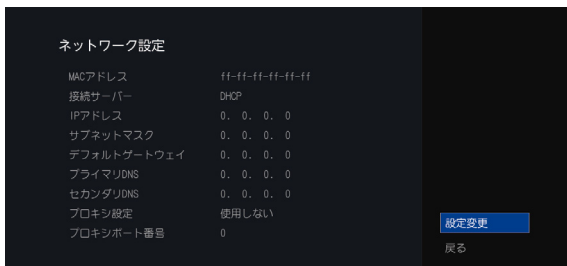 ネットワーク設定
MACアドレス ff-ff-ff-ff-ff-ff
接続サーバー DHCP
IPアドレス 0. 0. 0. 0
サブネットマスク 0. 0. 0. 0
デフォルトゲートウェイ 0. 0. 0. 0
プライマリDNS 0. 0. 0. 0
セカンダリDNS 0. 0. 0. 0
プロキシ設定 使用しない
プロキシポート番号 0
設定変更
戻る